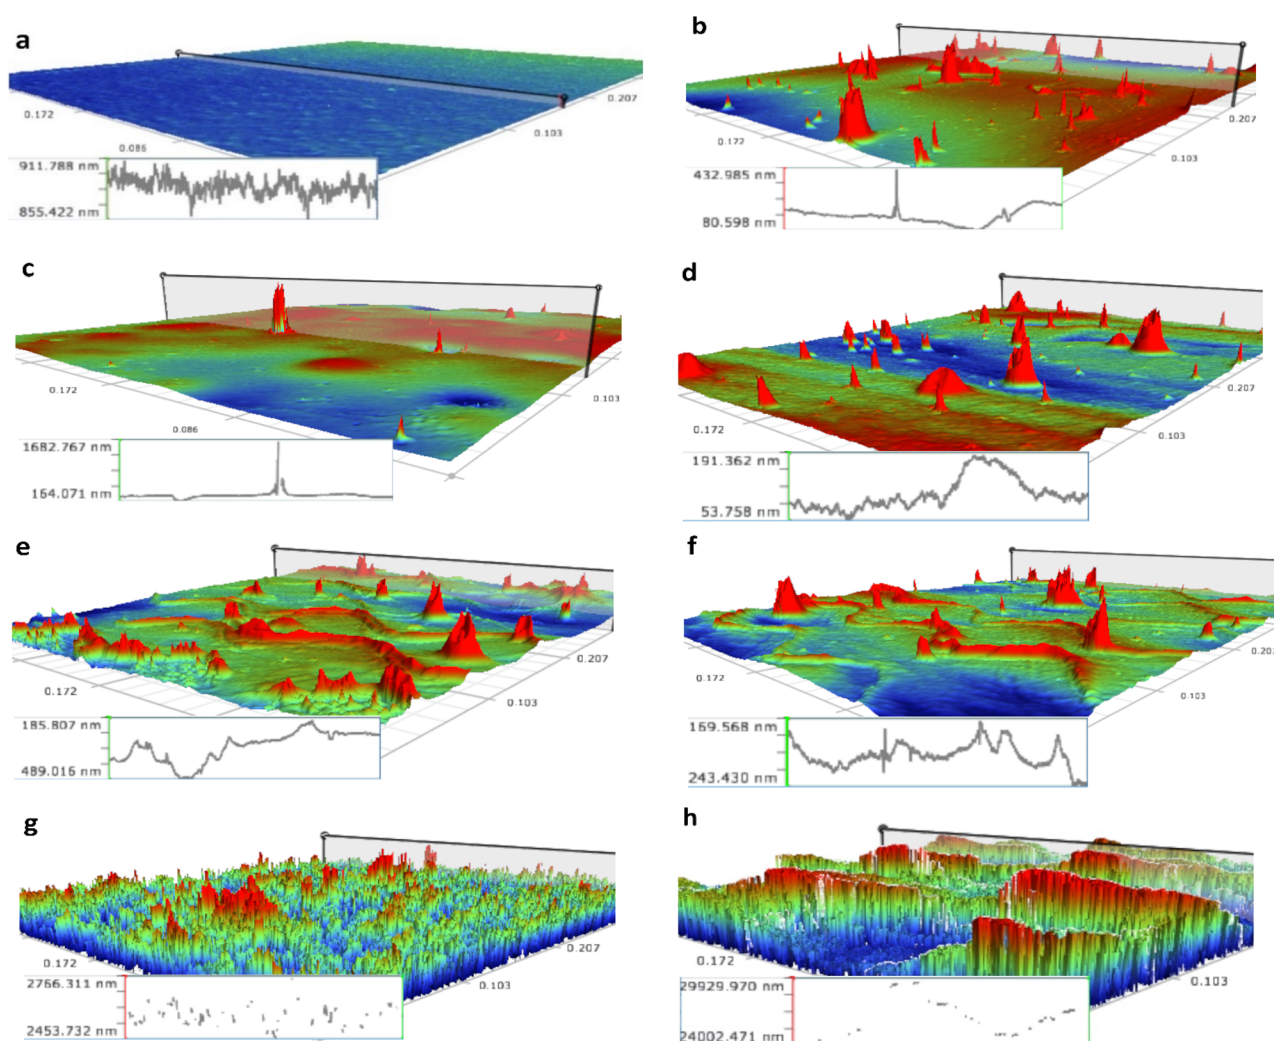 a
0.172
0.207
0.103
0.086
911.788 nm
855.422 nm
b
0.172
0.207
0.103
432.985 nm
80.598 nm
c
0.172
0.103
0.086
1682.767 nm
164.071 nm
d
0.207
0.172
0.103
191.362 nm
53.758 nm
e
0.207
0.172
0.103
185.807 nm
489.016 nm
f
0.172
0.103
169.568 nm
243.430 nm
g
0.207
0.172
0.103
2766.311 nm
2453.732 nm
h
0.172
0.103
29929.970 nm
24002.471 nm